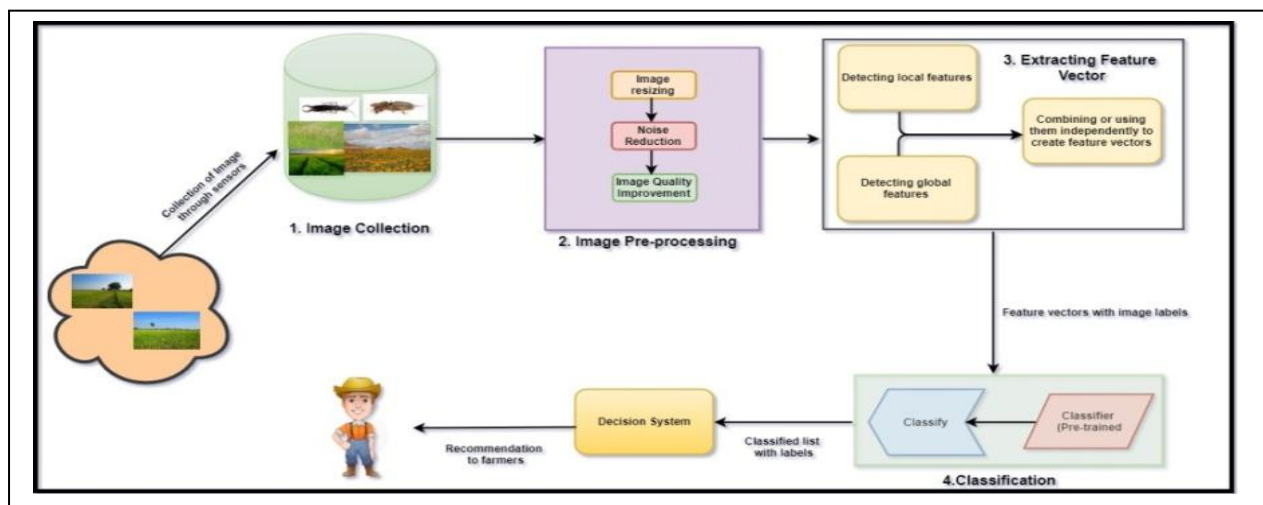 Collection of Image
through sensors
1. Image Collection
Image
resizing
Noise
Reduction
Image Quality
Improvement
2. Image Pre-processing
3. Extracting Feature
Vector
Detecting local features
Detecting global
features
Combining or using
them independently to
create feature vectors
Feature vectors with image labels
Classifier
(Pre-trained
Classify
4.Classification
Classified list
with labels
Decision System
Recommendation
to farmers